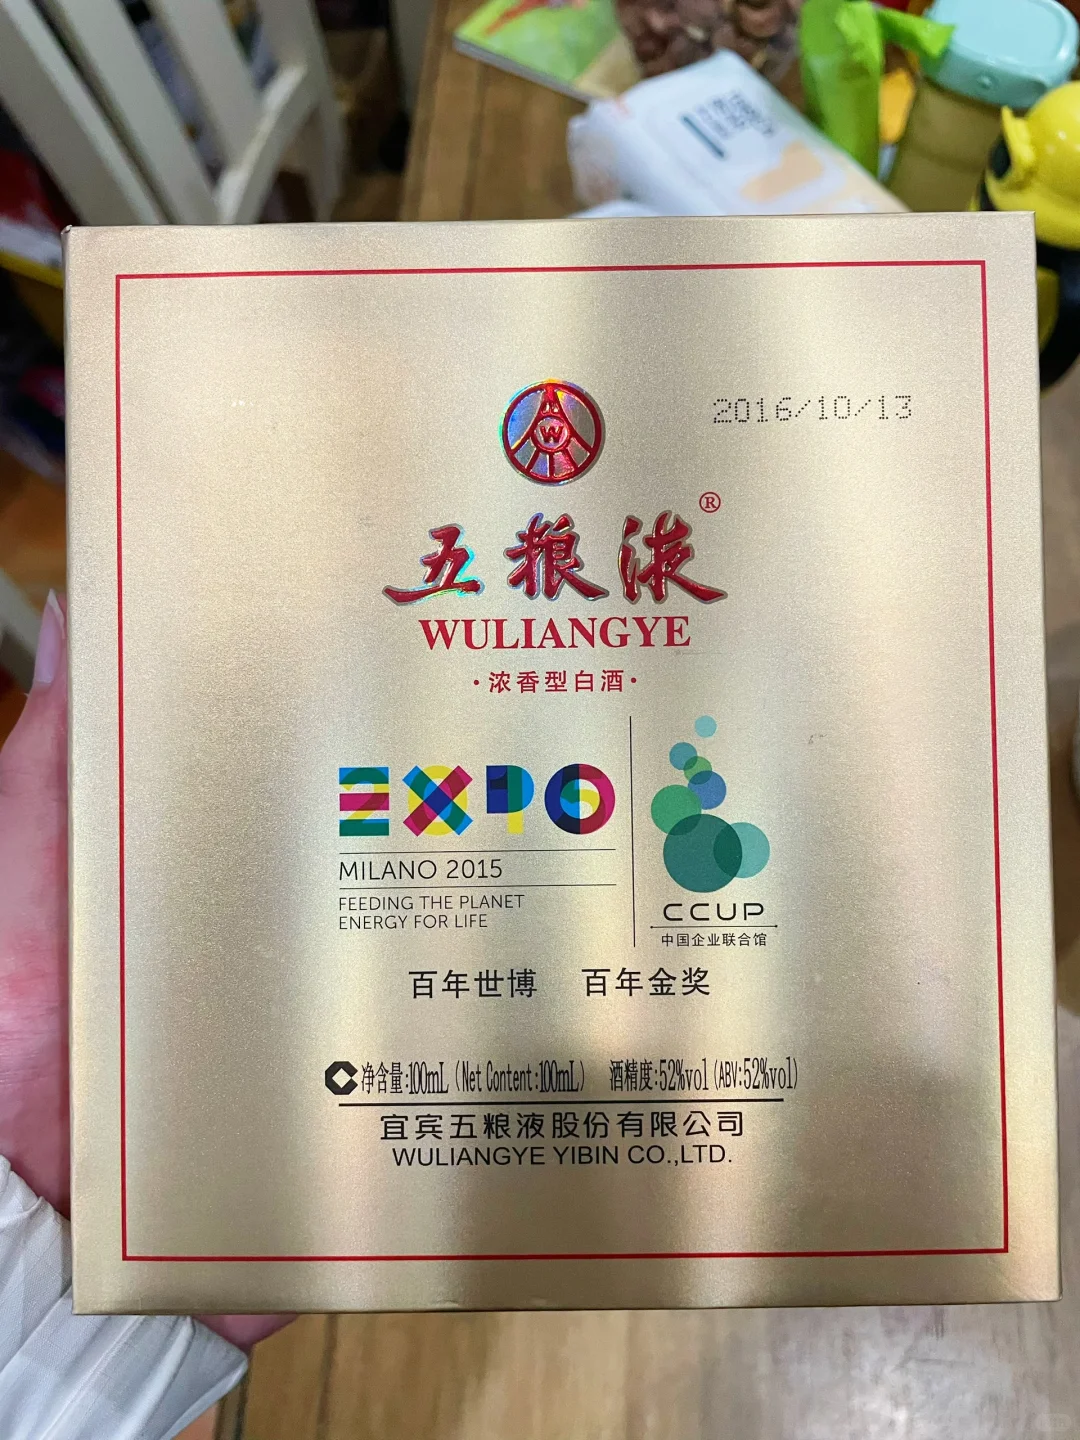 2016/10/13
W
五粮液®
WULIANGYE
·浓香型白酒·
EXPO
MILANO 2015
FEEDING THE PLANET
ENERGY FOR LIFE
CCUP
中国企业联合馆
百年世博 百年金奖
净含量:100mL (Net Content:100mL) 酒精度:52%vol (ABV:52%vol)
宜宾五粮液股份有限公司
WULIANGYE YIBIN CO.,LTD.